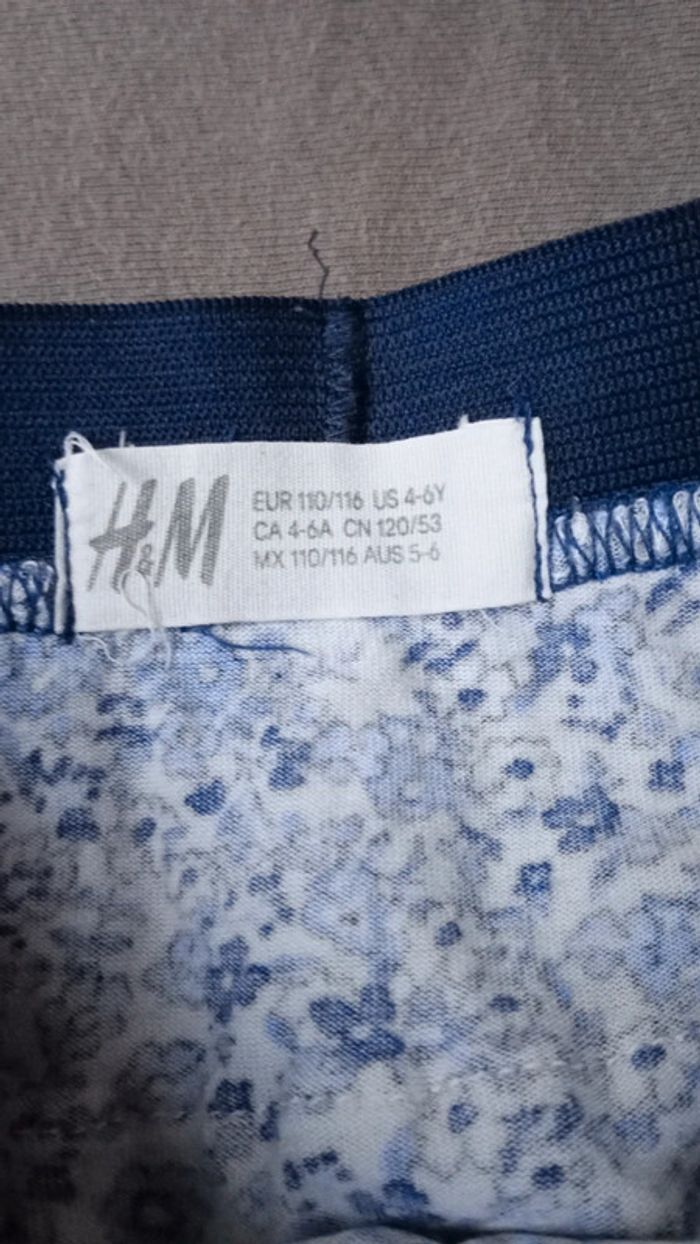 H&M
EUR 110/116 US 4-6Y
CA 4-6A CN 120/53
MX 110/116 AUS 5-6